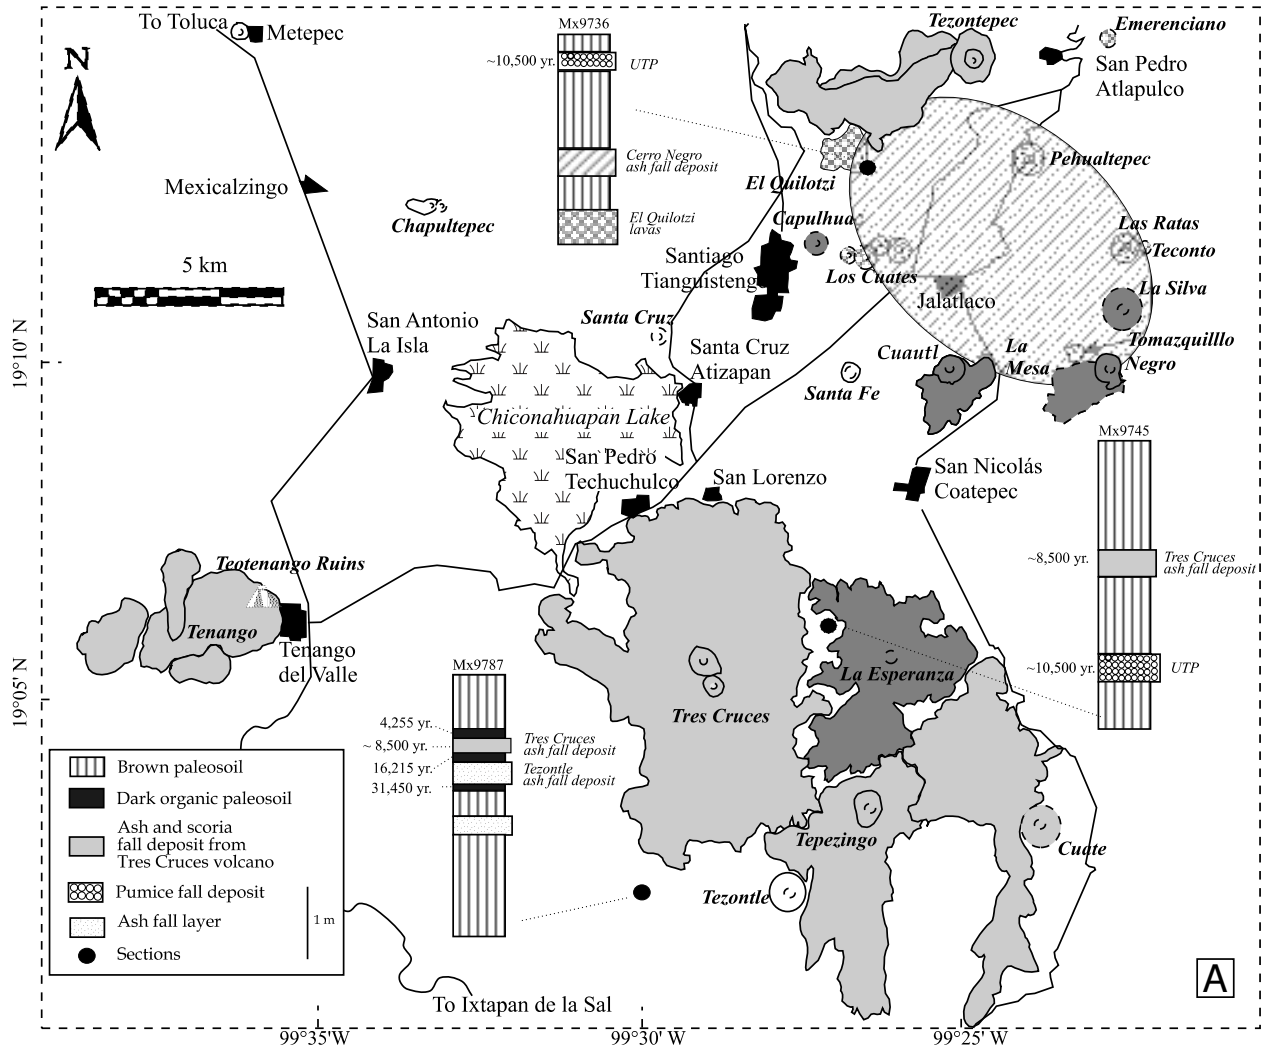 To Toluca
Metepec
N
Mexicalzingo
5 km
Chapultepec
San Antonio
La Isla
19°10' N
19°05' N
Mx9736
~10,500 yr.
UTP
Cerro Negro
ash fall deposit
El Quilotzi
lavas
Tezontepec
Emerenciano
San Pedro
Atlapulco
Pehualtepec
El Quilotzi
Capulhuac
Las Ratas
Teconto
Santiago
Tianguistengo
Los Cuates
Jalatlaco
La Silva
Santa Cruz
Santa Cruz
Atizapan
Cuautl
La
Mesa
Tomazquilllo
Negro
Santa Fe
Chiconahuapan Lake
San Pedro
Techuchulco
San Lorenzo
San Nicolás
Coatepec
Mx9745
~8,500 yr.
Tres Cruces
ash fall deposit
~10,500 yr.
UTP
Teotenango Ruins
Tenango
Tenango
del Valle
La Esperanza
Tres Cruces
Mx9787
4,255 yr.
~ 8,500 yr.
16,215 yr.
31,450 yr.
Tres Cruces
ash fall deposit
Tezontle
ash fall deposit
Tepezingo
Cuate
Tezontle
Brown paleosoil
Dark organic paleosoil
Ash and scoria
fall deposit from
Tres Cruces volcano
Pumice fall deposit
Ash fall layer
Sections
1 m
To Ixtapan de la Sal
A
99°35'W
99°30' W
99°25' W